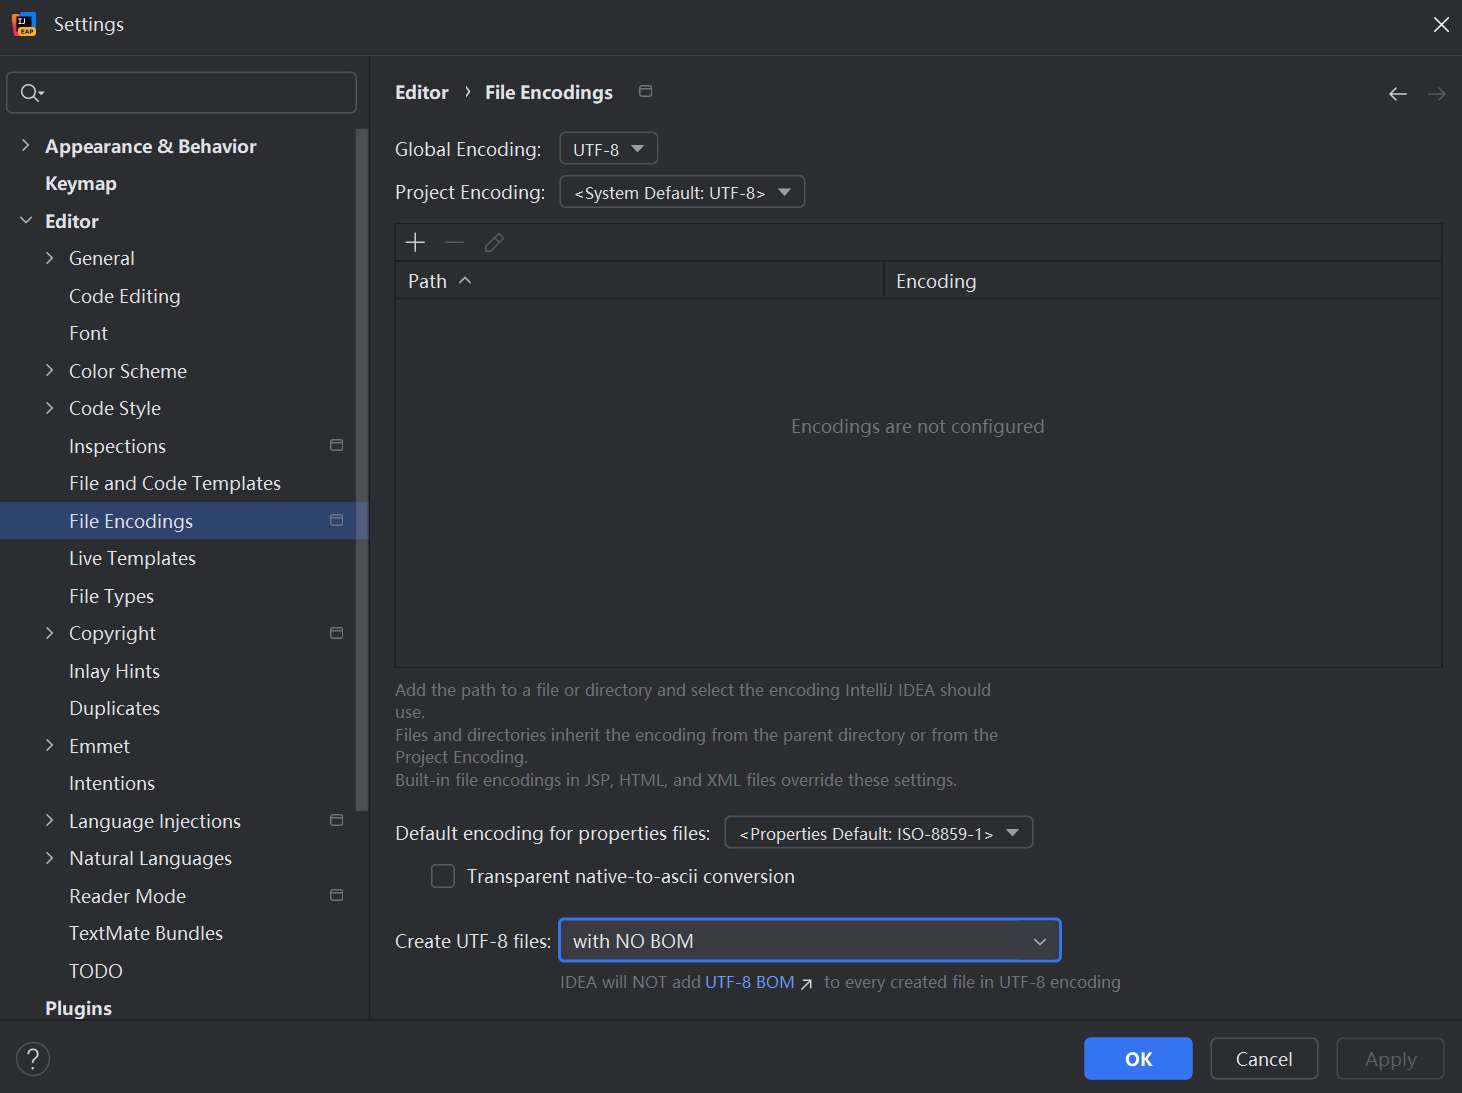 Settings
Appearance & Behavior
Keymap
Editor
General
Code Editing
Font
Color Scheme
Code Style
Inspections
File and Code Templates
File Encodings
Live Templates
File Types
Copyright
Inlay Hints
Duplicates
Emmet
Intentions
Language Injections
Natural Languages
Reader Mode
TextMate Bundles
TODO
Plugins
Editor › File Encodings
Global Encoding: UTF-8
Project Encoding: <System Default: UTF-8>
Path Encoding
Encodings are not configured
Add the path to a file or directory and select the encoding IntelliJ IDEA should
use.
Files and directories inherit the encoding from the parent directory or from the
Project Encoding.
Built-in file encodings in JSP, HTML, and XML files override these settings.
Default encoding for properties files: <Properties Default: ISO-8859-1>
Transparent native-to-ascii conversion
Create UTF-8 files: with NO BOM
IDEA will NOT add UTF-8 BOM ↗ to every created file in UTF-8 encoding
? OK Cancel Apply
IJ
EAP